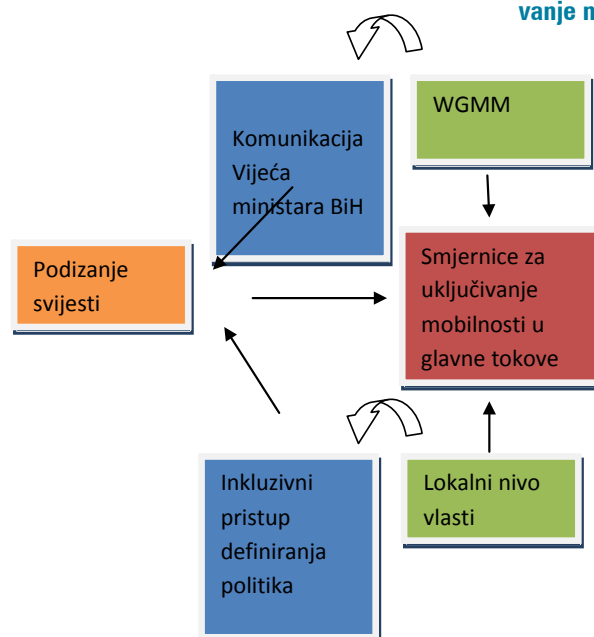 vanje m
WGMM
Komunikacija
Vijeća
ministara BiH
Podizanje
svijesti
Smjernice za
uključivanje
mobilnosti u
glavne tokove
Inkluzivni
pristup
definiranja
politika
Lokalni nivo
vlasti